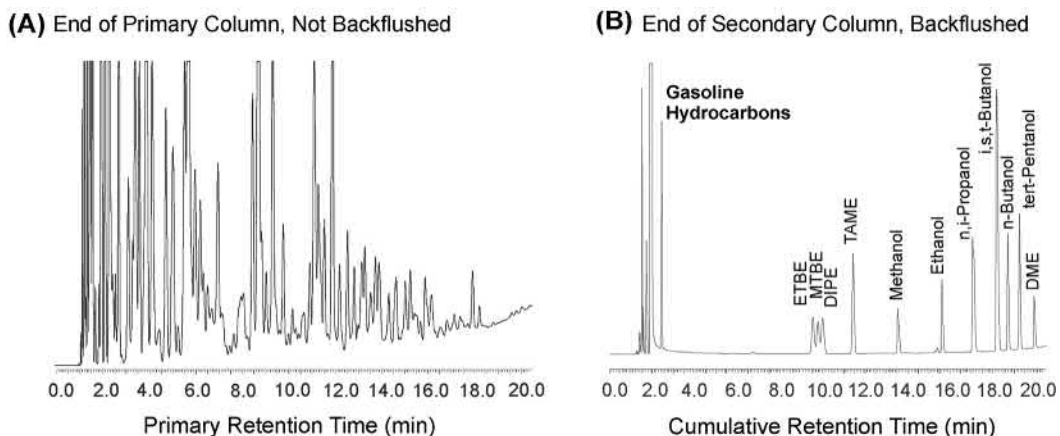 (A) End of Primary Column, Not Backflushed
0.0 2.0 4.0 6.0 8.0 10.0 12.0 14.0 16.0 18.0 20.0
Primary Retention Time (min)
(B) End of Secondary Column, Backflushed
Gasoline
Hydrocarbons
ETBE
MTBE
DIPE
TAME
Methanol
Ethanol
n,i-Propanol
i,s,t-Butanol
n-Butanol
tert-Pentanol
DME
0.0 2.0 4.0 6.0 8.0 10.0 12.0 14.0 16.0 18.0 20.0
Cumulative Retention Time (min)